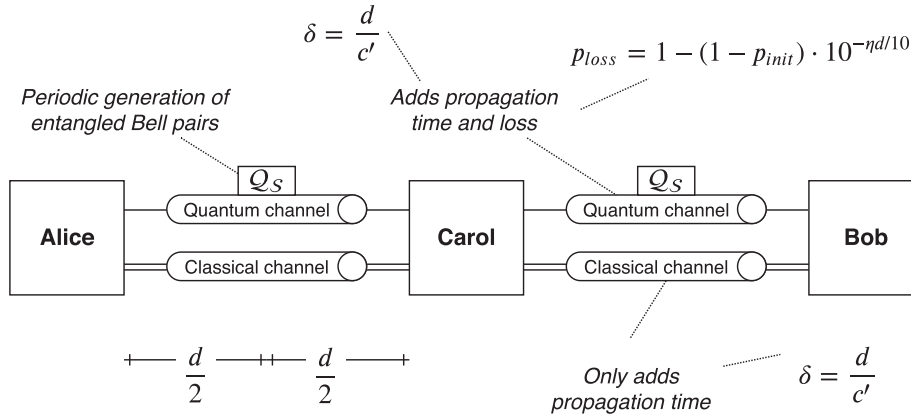 δ = d/c′
p_loss = 1 − (1 − p_init) · 10^{−ηd/10}
Periodic generation of
entangled Bell pairs
Adds propagation
time and loss
Q_S
Q_S
Quantum channel
Quantum channel
Alice
Carol
Bob
Classical channel
Classical channel
d/2
d/2
Only adds
propagation time
δ = d/c′